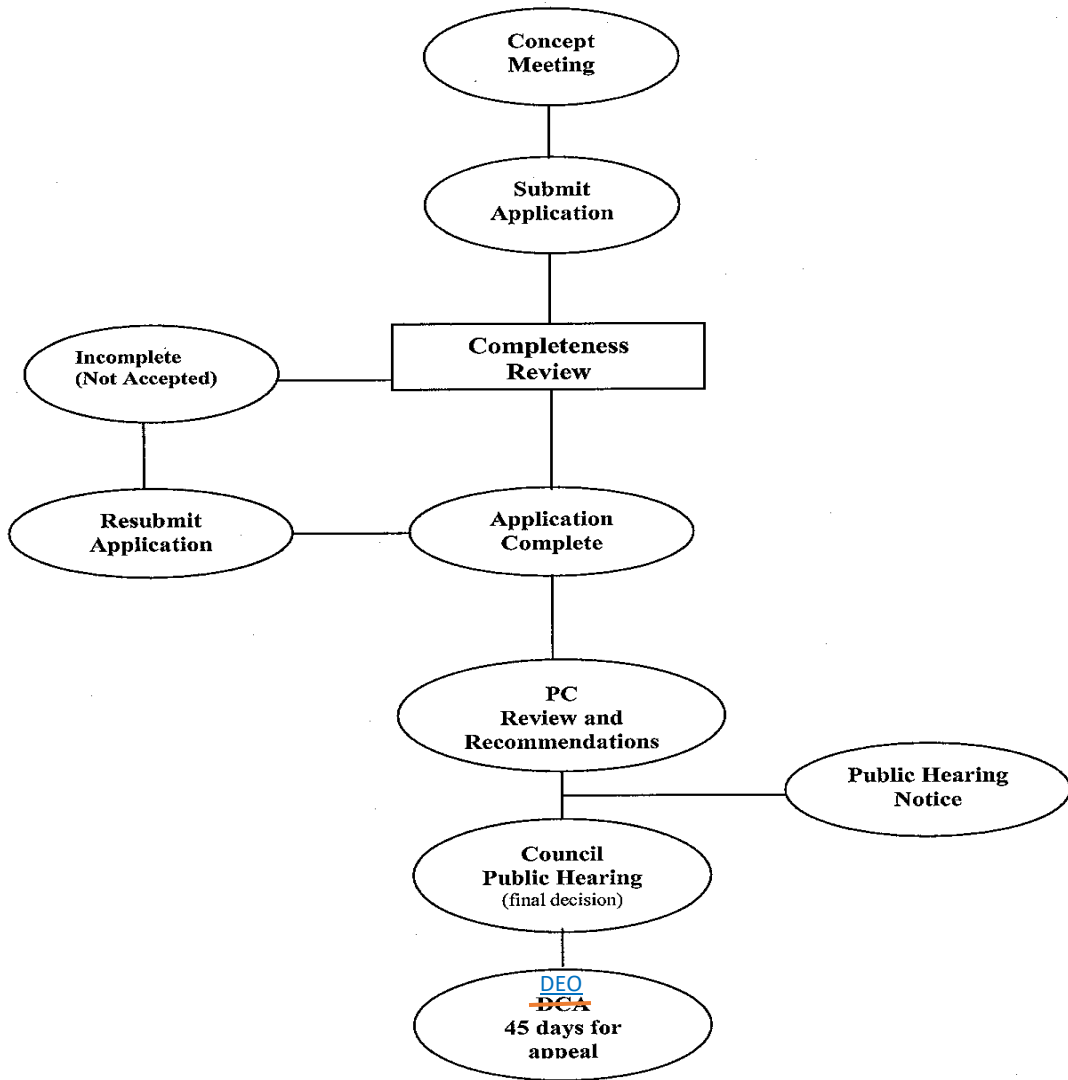 Concept
Meeting
Submit
Application
Completeness
Review
Incomplete
(Not Accepted)
Resubmit
Application
Application
Complete
PC
Review and
Recommendations
Public Hearing
Notice
Council
Public Hearing
(final decision)
DEO
DCA
45 days for
appeal